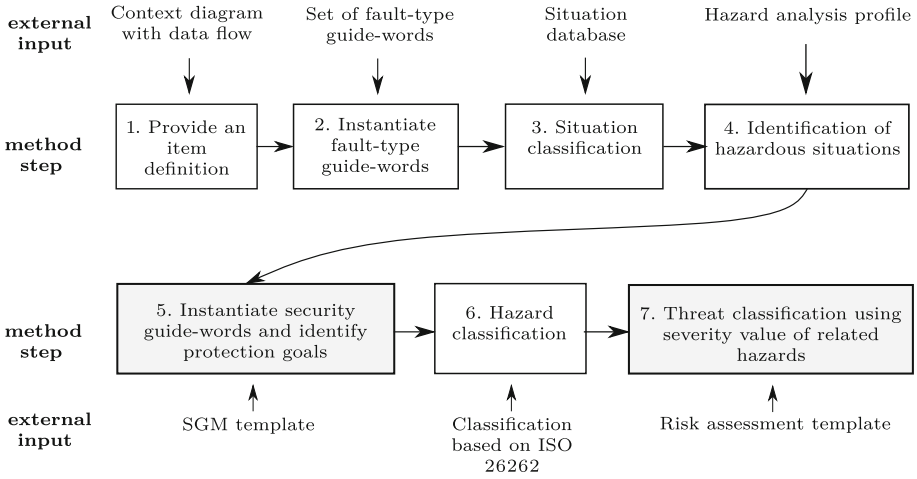 external
input
Context diagram
with data flow
Set of fault-type
guide-words
Situation
database
Hazard analysis profile
method
step
1. Provide an
item
definition
2. Instantiate
fault-type
guide-words
3. Situation
classification
4. Identification of
hazardous situations
method
step
5. Instantiate security
guide-words and identify
protection goals
6. Hazard
classification
7. Threat classification using
severity value of related
hazards
external
input
SGM template
Classification
based on ISO
26262
Risk assessment template